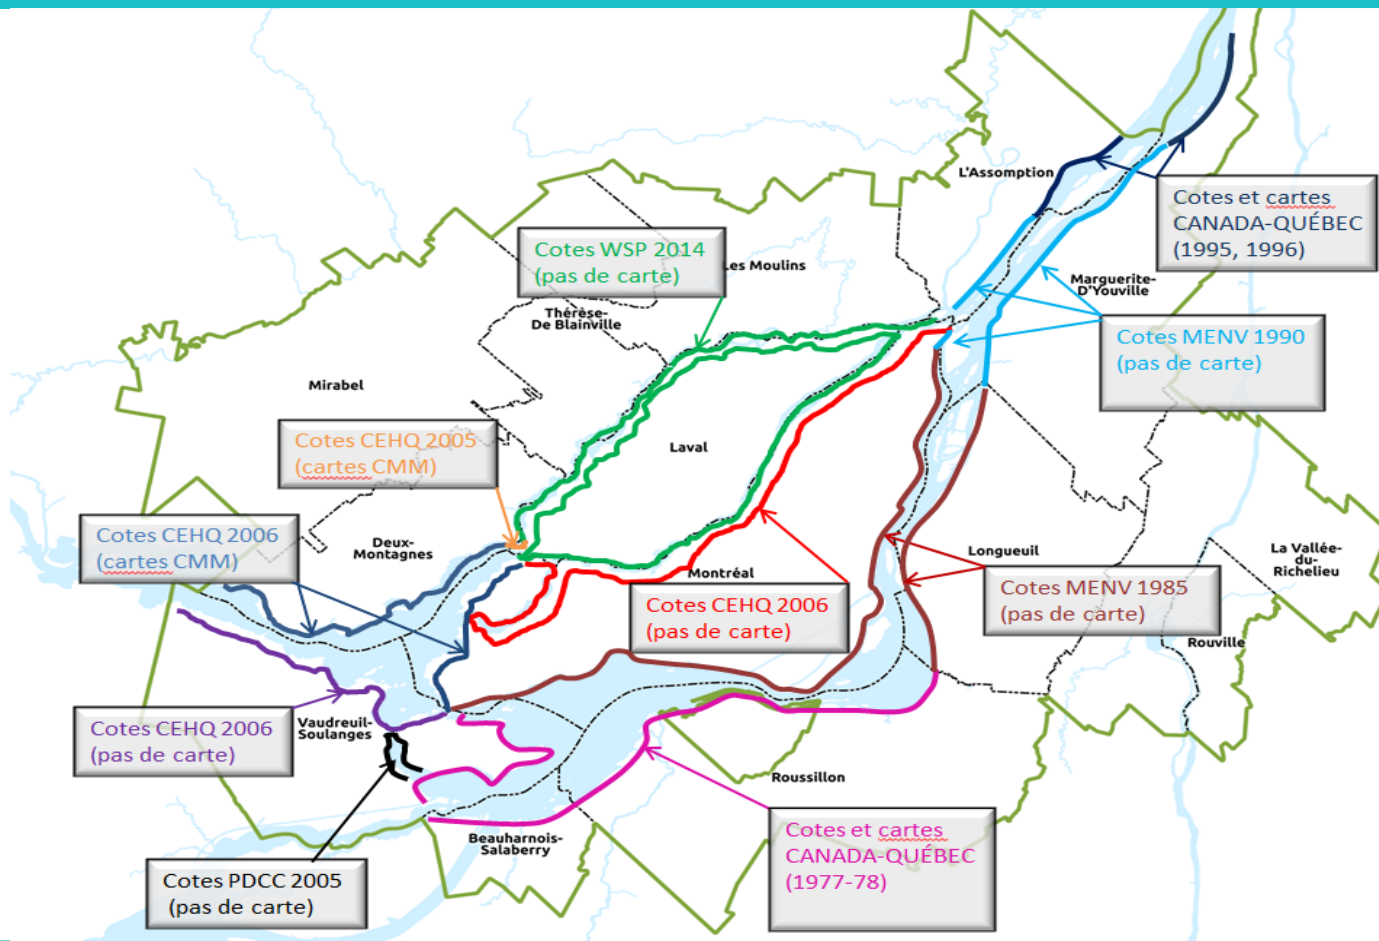 L'Assomption
Cotes et cartes
CANADA-QUÉBEC
(1995, 1996)
Cotes WSP 2014
(pas de carte)
Les Moulins
Marguerite-
D'Youville
Thérèse-
De Blainville
Cotes MENV 1990
(pas de carte)
Mirabel
Cotes CEHQ 2005
(cartes CMM)
Laval
Cotes CEHQ 2006
(cartes CMM)
Deux-
Montagnes
Longueuil
La Vallée-
du-
Richelieu
Montréal
Cotes CEHQ 2006
(pas de carte)
Cotes MENV 1985
(pas de carte)
Rouville
Cotes CEHQ 2006
(pas de carte)
Vaudreuil-
Soulanges
Roussillon
Cotes et cartes
CANADA-QUÉBEC
(1977-78)
Beauharnois-
Salaberry
Cotes PDCC 2005
(pas de carte)